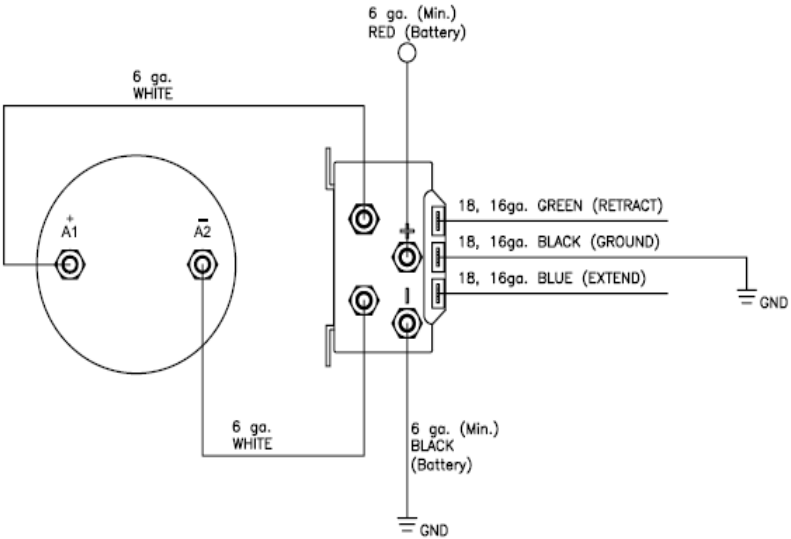 6 ga. (Min.)
RED (Battery)
6 ga.
WHITE
+
A1
-
A2
+
-
18, 16ga. GREEN (RETRACT)
18, 16ga. BLACK (GROUND)
18, 16ga. BLUE (EXTEND)
GND
6 ga.
WHITE
6 ga. (Min.)
BLACK
(Battery)
GND